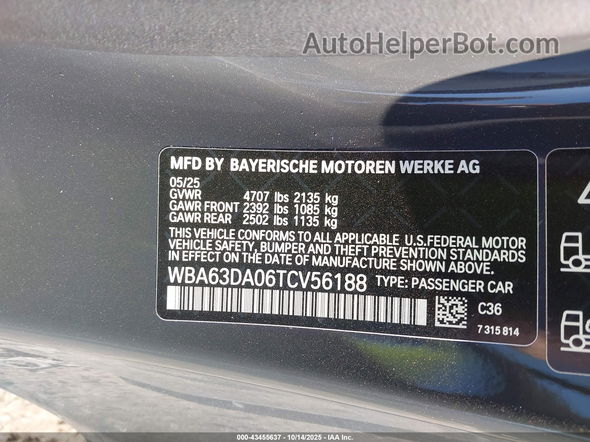 AutoHelperBot.com
MFD BY BAYERISCHE MOTOREN WERKE AG
05/25
GVWR 4707 lbs 2135 kg
GAWR FRONT 2392 lbs 1085 kg
GAWR REAR 2502 lbs 1135 kg
THIS VEHICLE CONFORMS TO ALL APPLICABLE U.S.FEDERAL MOTOR
VEHICLE SAFETY, BUMPER AND THEFT PREVENTION STANDARDS
IN EFFECT ON THE DATE OF MANUFACTURE SHOWN ABOVE.
WBA63DA06TCV56188 TYPE: PASSENGER CAR
C36
7 315 814
0-43455637 - 10/14/2025 - IAA Inc.